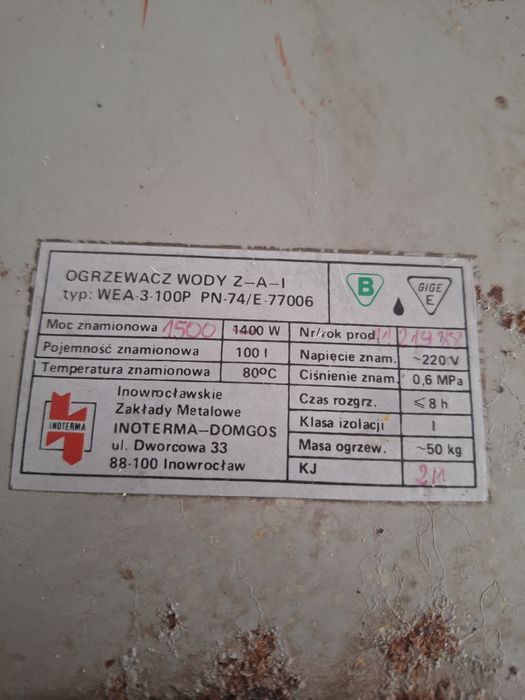 OGRZEWACZ WODY Z-A-I
typ: WEA-3-100P PN-74/E-77006
B
GIGE
E
Moc znamionowa 1500 1400 W
Pojemność znamionowa 100 l
Temperatura znamionowa 80ºC
INOTERMA
Inowrocławskie
Zakłady Metalowe
INOTERMA-DOMGOS
ul. Dworcowa 33
88-100 Inowrocław
Nr/rok prod.
Napięcie znam. ~220 V
Ciśnienie znam. 0,6 MPa
Czas rozgrz. ≤8 h
Klasa izolacji I
Masa ogrzew. ~50 kg
KJ